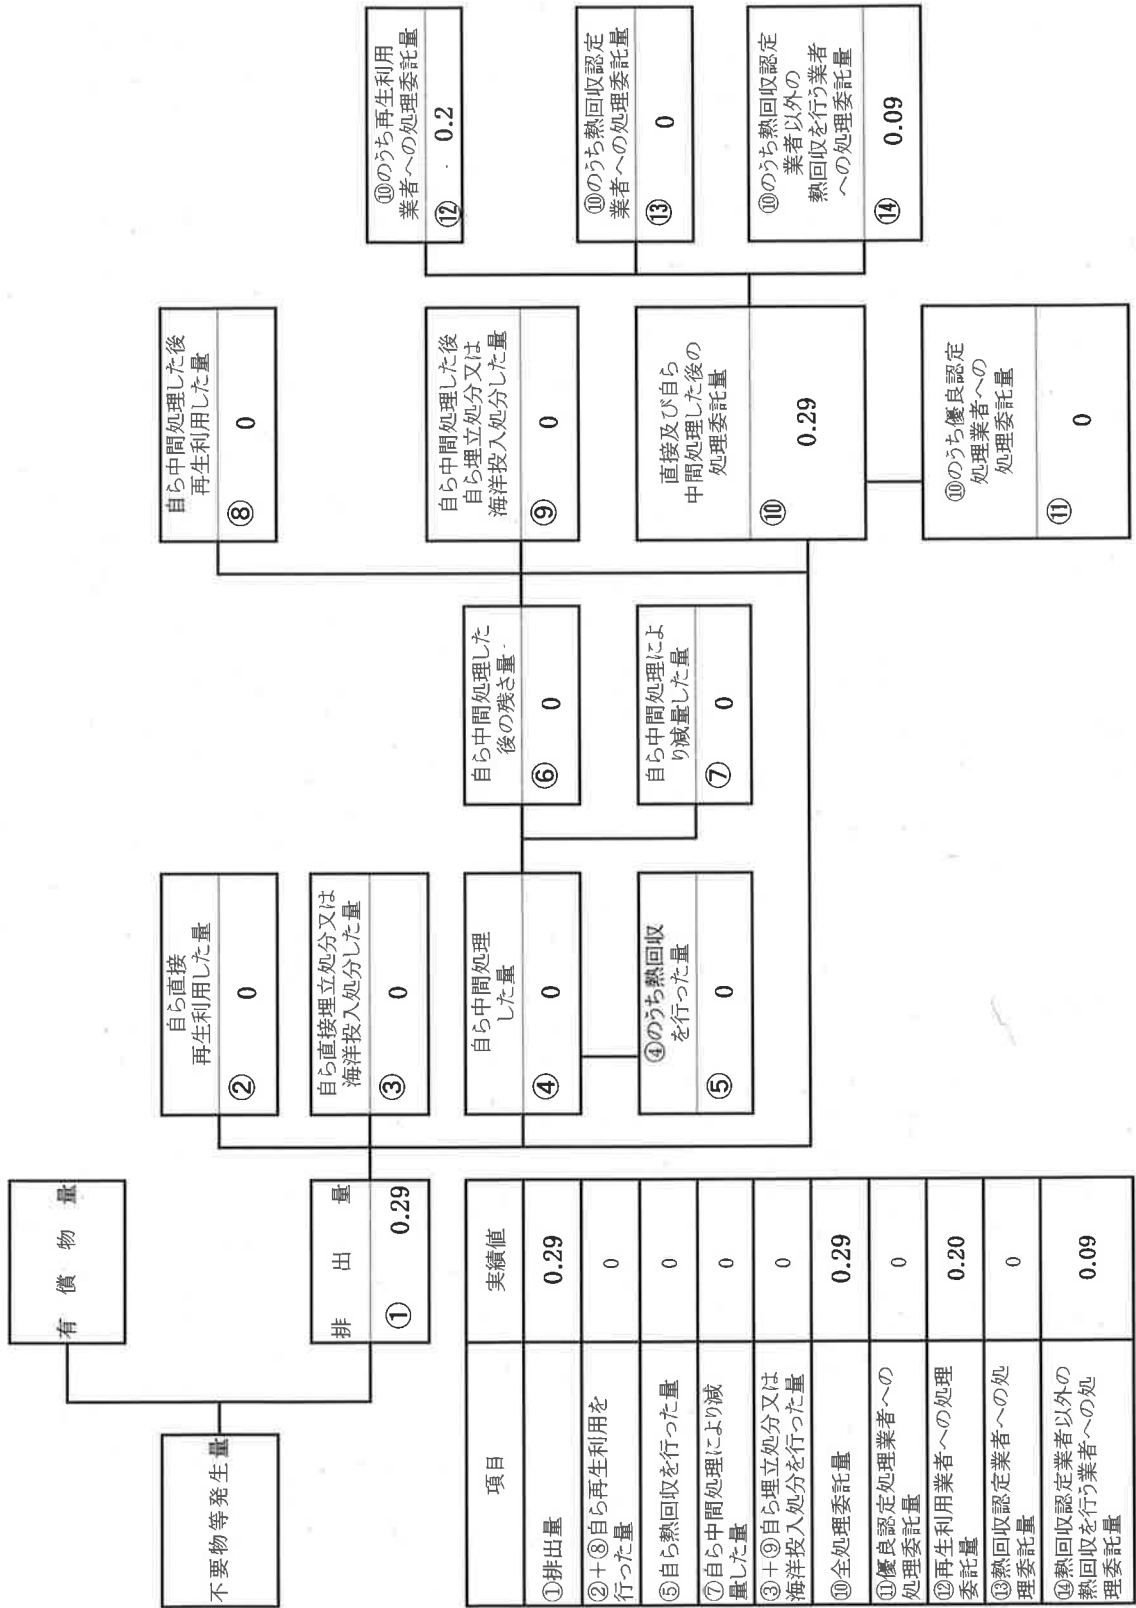 不要物等発生量
有償物量
排出量
① 0.29
自ら直接
再生利用した量
② 0
自ら直接埋立処分又は
海洋投入処分した量
③ 0
自ら中間処理
した量
④ 0
④のうち熱回収
を行った量
⑤ 0
自ら中間処理した
後の残さ量
⑥ 0
自ら中間処理によ
り減量した量
⑦ 0
自ら中間処理した後
再生利用した量
⑧ 0
自ら中間処理した後
自ら埋立処分又は
海洋投入処分した量
⑨ 0
直接及び自ら
中間処理した後の
処理委託量
⑩ 0.29
⑩のうち優良認定
処理業者への
処理委託量
⑪ 0
⑩のうち再生利用
業者への処理委託量
⑫ 0.2
⑩のうち熱回収認定
業者への処理委託量
⑬ 0
⑩のうち熱回収認定
業者以外の
熱回収を行う業者
への処理委託量
⑭ 0.09
項目 実績値
①排出量 0.29
②+⑧自ら再生利用を
行った量 0
⑤自ら熱回収を行った量 0
⑦自ら中間処理により減
量した量 0
③+⑨自ら埋立処分又は
海洋投入処分を行った量 0
⑩全処理委託量 0.29
⑪優良認定処理業者への
処理委託量 0
⑫再生利用業者への処理
委託量 0.20
⑬熱回収認定業者への処
理委託量 0
⑭熱回収認定業者以外の
熱回収を行う業者への処
理委託量 0.09